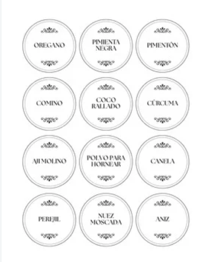 OREGANO
PIMIENTA
NEGRA
PIMENTÓN
COMINO
COCO
RALLADO
CÚRCUMA
AJI MOLINO
POLVO PARA
HORNEAR
CANELA
PEREJIL
NUEZ
MOSCADA
ANIZ